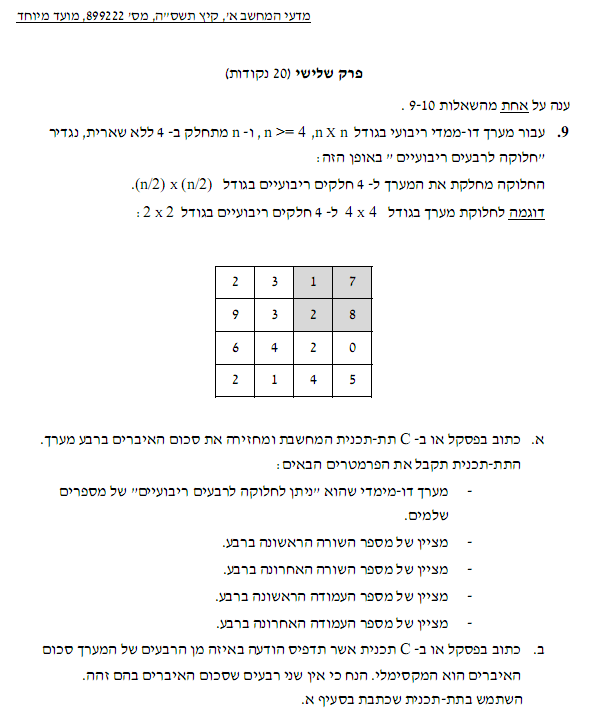 מדעי המחשב א', קיץ תשס"ה, מס' 899222, מועד מיוחד
פרק שלישי (20 נקודות)
ענה על אחת מהשאלות 9-10 .
9. עבור מערך דו-ממדי ריבועי בגודל n X n, n >= 4 , ו- n מתחלק ב- 4 ללא שארית, נגדיר
"חלוקה לרבעים ריבועיים" באופן הזה:
החלוקה מחלקת את המערך ל- 4 חלקים ריבועיים בגודל (n/2) x (n/2).
דוגמה לחלוקת מערך בגודל 4 x 4 ל- 4 חלקים ריבועיים בגודל 2 x 2 :
2 3 1 7
9 3 2 8
6 4 2 0
2 1 4 5
א. כתוב בפסקל או ב- C תת-תכנית המחשבת ומחזירה את סכום האיברים ברבע מערך.
התת-תכנית תקבל את הפרמטרים הבאים:
- מערך דו-מימדי שהוא "ניתן לחלוקה לרבעים ריבועיים" של מספרים
שלמים.
- מציין של מספר השורה הראשונה ברבע.
- מציין של מספר השורה האחרונה ברבע.
- מציין של מספר העמודה הראשונה ברבע.
- מציין של מספר העמודה האחרונה ברבע.
ב. כתוב בפסקל או ב- C תכנית אשר תדפיס הודעה באיזה מן הרבעים של המערך סכום
האיברים הוא המקסימלי. הנח כי אין שני רבעים שסכום האיברים בהם זהה.
השתמש בתת-תכנית שכתבת בסעיף א.